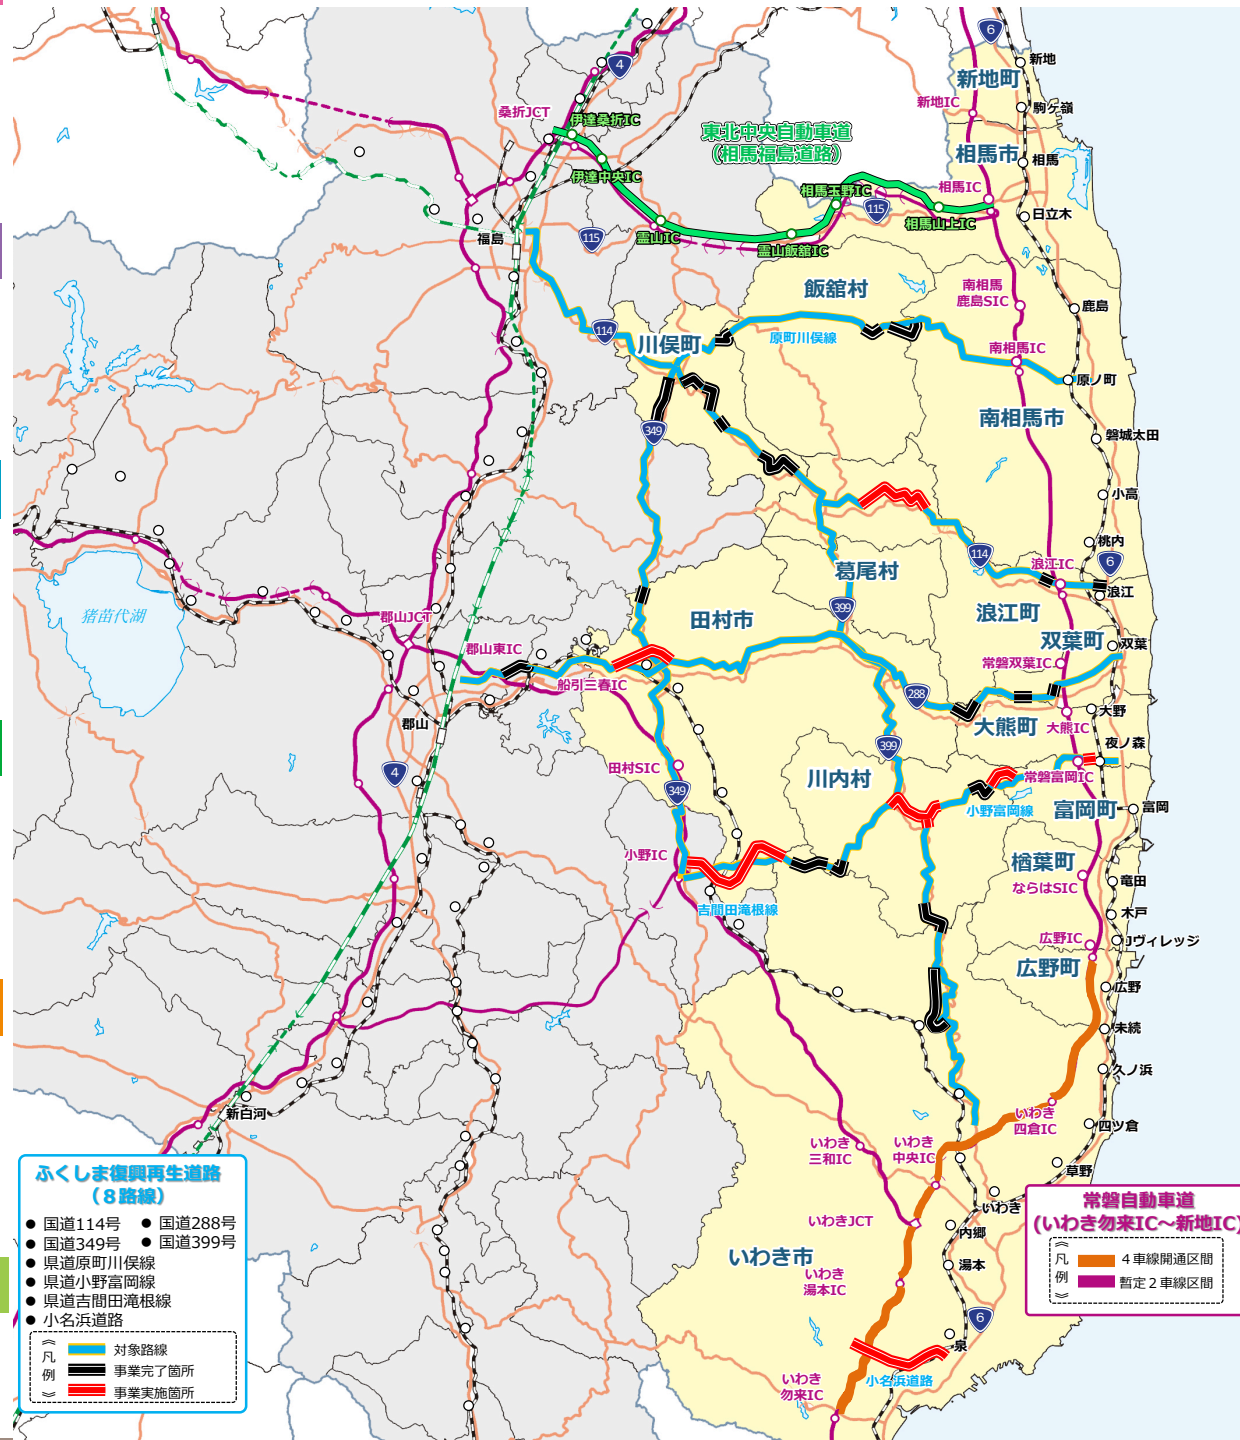 6
4
新地
新地町
新地IC
駒ケ嶺
桑折JCT
伊達桑折IC
東北中央自動車道
(相馬福島道路)
相馬市
相馬
伊達中央IC
相馬玉野IC
相馬IC
115
相馬山上IC
日立木
福島
115
霊山IC
霊山飯舘IC
飯舘村
南相馬
鹿島SIC
鹿島
114
川俣町
原町川俣線
南相馬IC
原ノ町
南相馬市
349
磐城太田
小高
桃内
114
6
浪江IC
葛尾村
浪江
猪苗代湖
399
浪江町
田村市
郡山JCT
双葉町
双葉
郡山東IC
常磐双葉IC
船引三春IC
288
大野
郡山
大熊町
大熊IC
399
夜ノ森
4
田村SIC
川内村
常磐富岡IC
349
小野富岡線
富岡町
富岡
小野IC
楢葉町
ならはSIC
竜田
吉間田滝根線
木戸
広野IC
Jヴィレッジ
広野町
広野
末続
久ノ浜
新白河
いわき
四倉IC
四ツ倉
いわき
三和IC
いわき
中央IC
草野
いわき
いわきJCT
内郷
いわき市
湯本
いわき
湯本IC
6
泉
小名浜道路
いわき
勿来IC
ふくしま復興再生道路
（８路線）
● 国道114号 ● 国道288号
● 国道349号 ● 国道399号
● 県道原町川俣線
● 県道小野富岡線
● 県道吉間田滝根線
● 小名浜道路
《凡例》
対象路線
事業完了箇所
事業実施箇所
常磐自動車道
(いわき勿来IC～新地IC)
《凡例》
４車線開通区間
暫定２車線区間